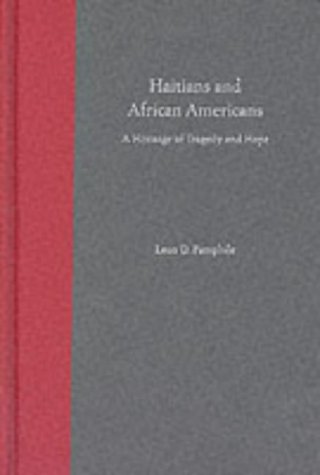 Haitians and
African Americans
A Heritage of Tragedy and Hope
Leon D. Pamphile